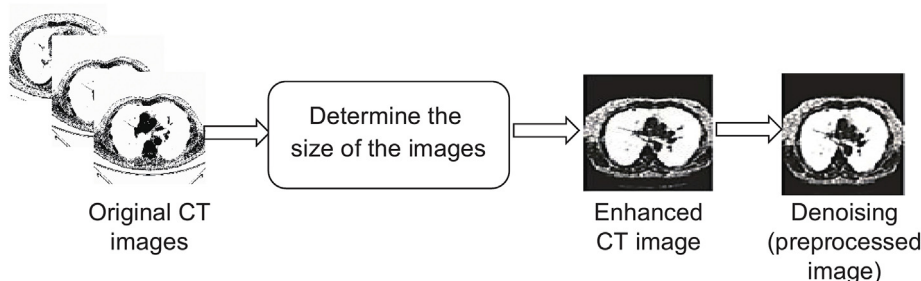 Determine the
size of the images
Original CT
images
Enhanced
CT image
Denoising
(preprocessed
image)